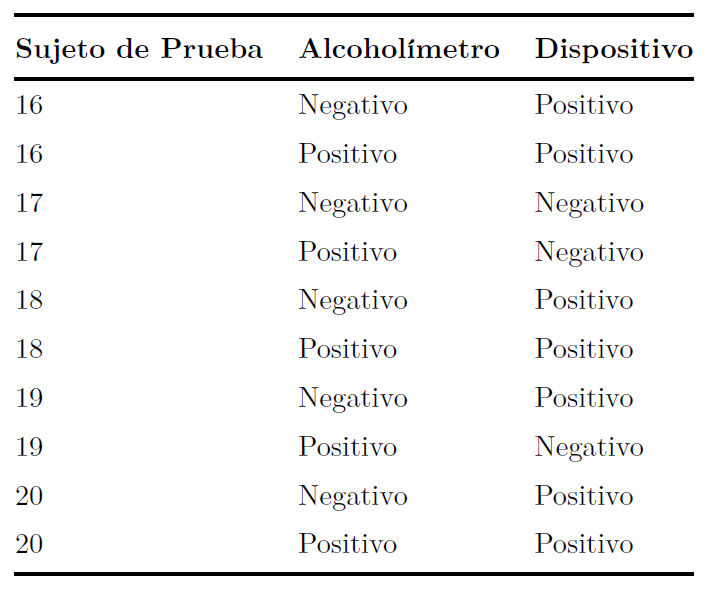 Sujeto de Prueba Alcoholímetro Dispositivo
16 Negativo Positivo
16 Positivo Positivo
17 Negativo Negativo
17 Positivo Negativo
18 Negativo Positivo
18 Positivo Positivo
19 Negativo Positivo
19 Positivo Negativo
20 Negativo Positivo
20 Positivo Positivo